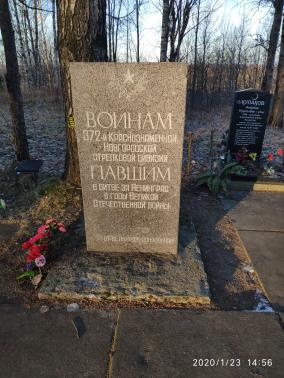 ВОИНАМ
372-й КРАСНОЗНАМЕННОЙ
НОВГОРОДСКОЙ
СТРЕЛКОВОЙ ДИВИЗИИ
ПАВШИМ
В БИТВЕ ЗА ЛЕНИНГРАД
В ГОДЫ ВЕЛИКОЙ
ОТЕЧЕСТВЕННОЙ ВОЙНЫ
2020/1/23 14:56